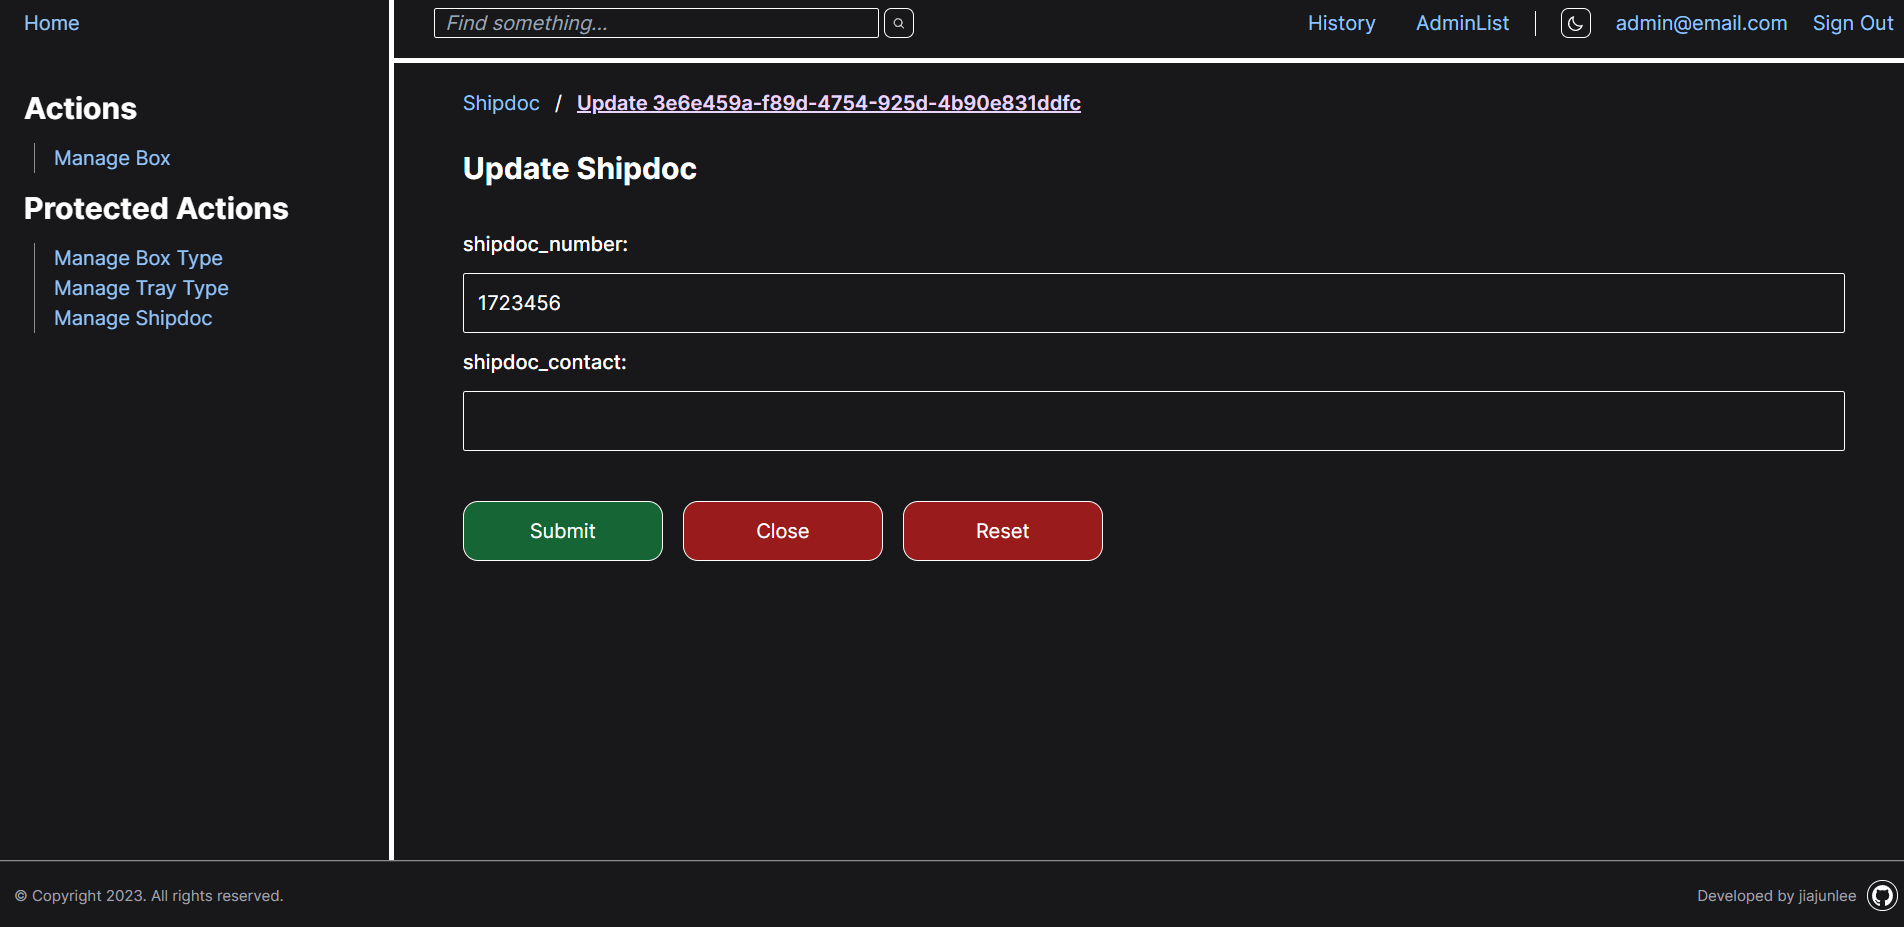 Home
Find something...
History AdminList admin@email.com Sign Out
Actions
Manage Box
Protected Actions
Manage Box Type
Manage Tray Type
Manage Shipdoc
Shipdoc / Update 3e6e459a-f89d-4754-925d-4b90e831ddfc
Update Shipdoc
shipdoc_number:
1723456
shipdoc_contact:
Submit Close Reset
© Copyright 2023. All rights reserved.
Developed by jiajunlee